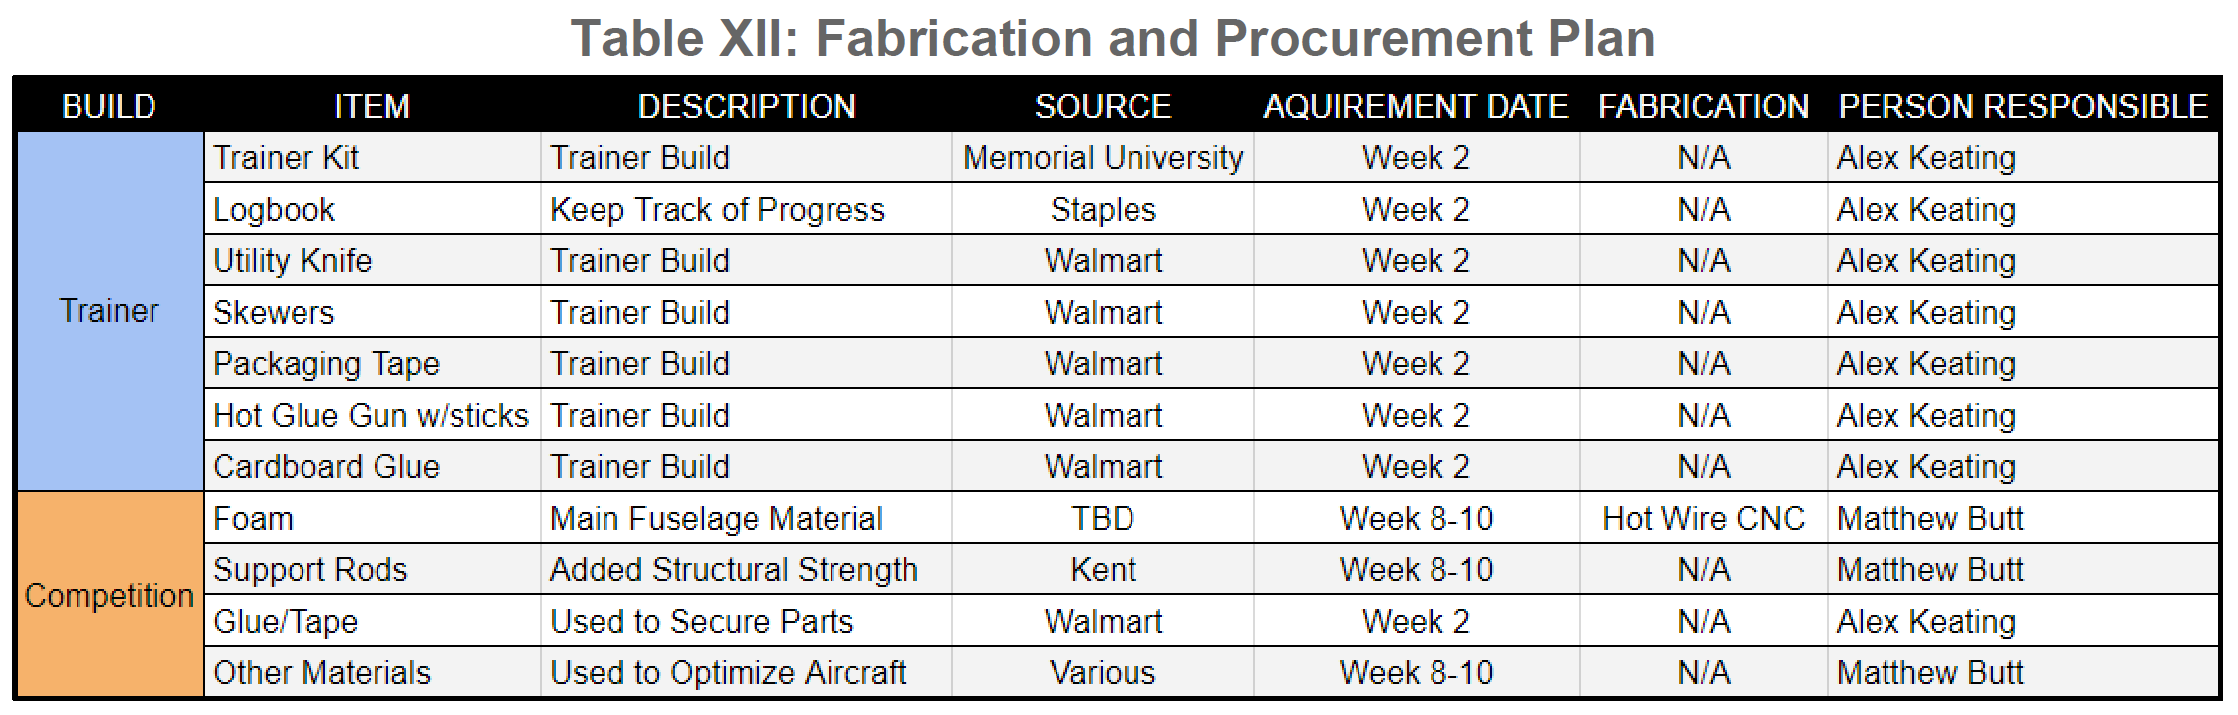 Table XII: Fabrication and Procurement Plan
BUILD ITEM DESCRIPTION SOURCE AQUIREMENT DATE FABRICATION PERSON RESPONSIBLE
Trainer
Trainer Kit Trainer Build Memorial University Week 2 N/A Alex Keating
Logbook Keep Track of Progress Staples Week 2 N/A Alex Keating
Utility Knife Trainer Build Walmart Week 2 N/A Alex Keating
Skewers Trainer Build Walmart Week 2 N/A Alex Keating
Packaging Tape Trainer Build Walmart Week 2 N/A Alex Keating
Hot Glue Gun w/sticks Trainer Build Walmart Week 2 N/A Alex Keating
Cardboard Glue Trainer Build Walmart Week 2 N/A Alex Keating
Competition
Foam Main Fuselage Material TBD Week 8-10 Hot Wire CNC Matthew Butt
Support Rods Added Structural Strength Kent Week 8-10 N/A Matthew Butt
Glue/Tape Used to Secure Parts Walmart Week 2 N/A Alex Keating
Other Materials Used to Optimize Aircraft Various Week 8-10 N/A Matthew Butt